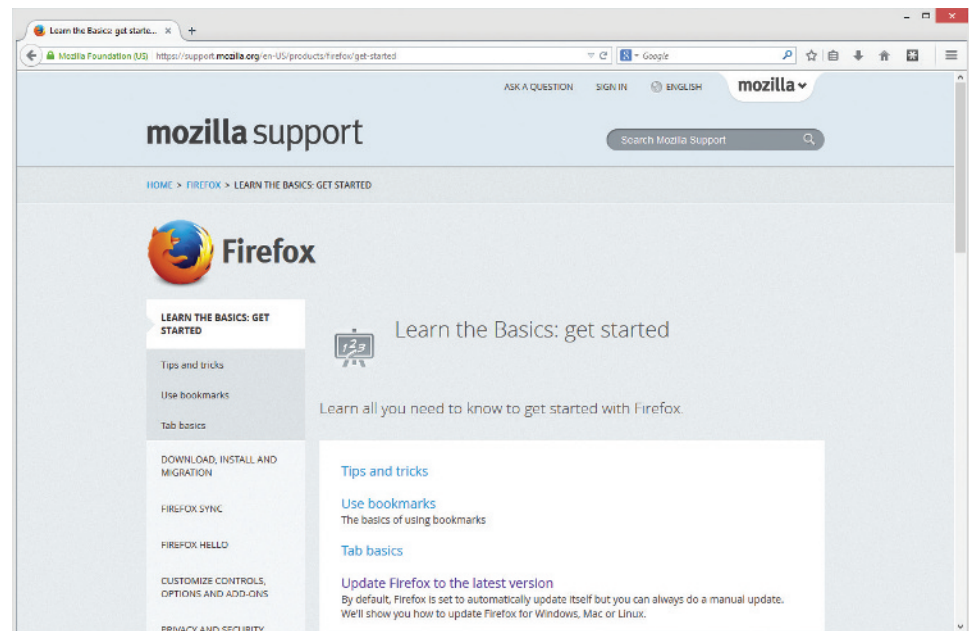 Learn the Basics: get starte...
Mozilla Foundation (US) https://support.mozilla.org/en-US/products/firefox/get-started
Google
ASK A QUESTION SIGN IN ENGLISH mozilla
mozilla support
Search Mozilla Support
HOME > FIREFOX > LEARN THE BASICS: GET STARTED
Firefox
LEARN THE BASICS: GET
STARTED
Tips and tricks
Use bookmarks
Tab basics
DOWNLOAD, INSTALL AND
MIGRATION
FIREFOX SYNC
FIREFOX HELLO
CUSTOMIZE CONTROLS,
OPTIONS AND ADD-ONS
PRIVACY AND SECURITY
123
Learn the Basics: get started
Learn all you need to know to get started with Firefox.
Tips and tricks
Use bookmarks
The basics of using bookmarks
Tab basics
Update Firefox to the latest version
By default, Firefox is set to automatically update itself but you can always do a manual update.
We'll show you how to update Firefox for Windows, Mac or Linux.